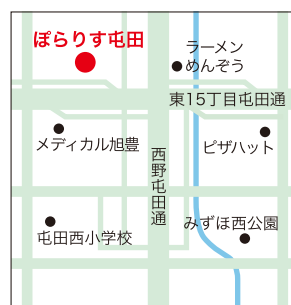 ぽらりす屯田
ラーメン
めんぞう
東15丁目屯田通
メディカル旭豊
ピザハット
西野屯田通
みずほ西公園
屯田西小学校